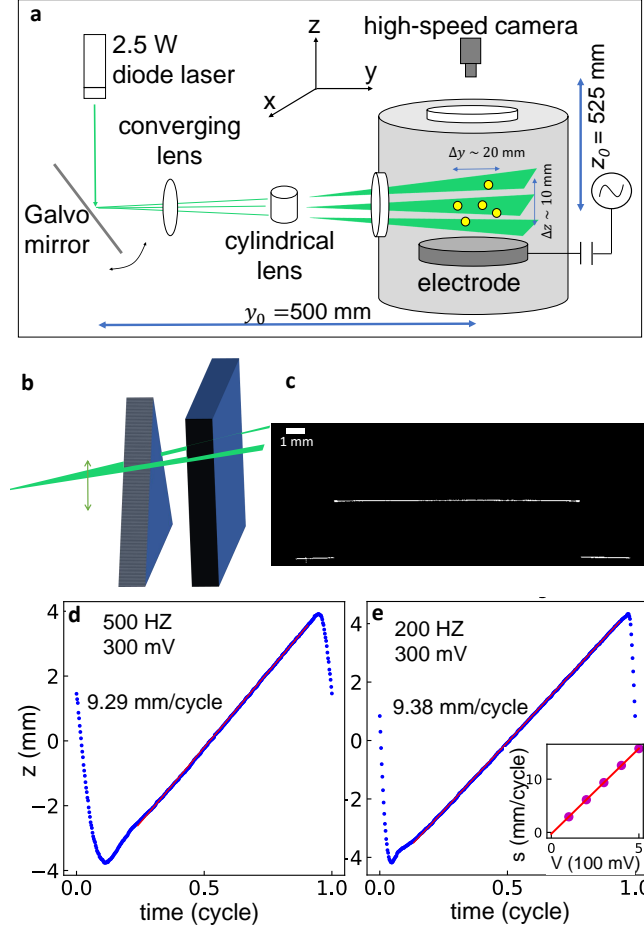 a
2.5 W
diode laser
z
y
x
high-speed camera
z₀ = 525 mm
converging
lens
Δy ~ 20 mm
Δz ~ 10 mm
Galvo
mirror
cylindrical
lens
electrode
y₀ =500 mm
b
c
1 mm
d
500 HZ
300 mV
9.29 mm/cycle
z (mm)
4
2
0
−2
−4
0.0
0.5
1.0
time (cycle)
e
200 HZ
300 mV
9.38 mm/cycle
4
2
0
-2
-4
0.0
0.5
1.0
time (cycle)
s (mm/cycle)
10
0
0
5
V (100 mV)